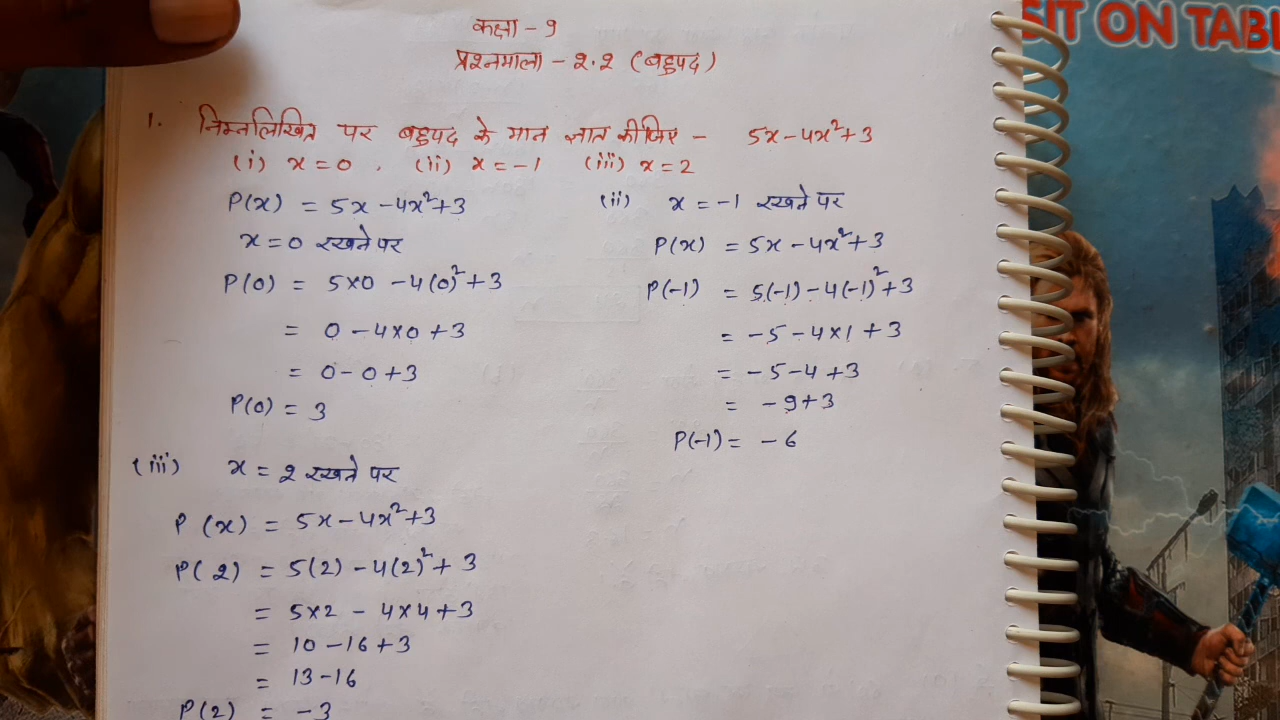 कक्षा - 9
प्रश्नमाला - 2.2 (बहुपद)
1. निम्नलिखित पर बहुपद के मान ज्ञात कीजिए - 5x - 4x² + 3
(i) x = 0 , (ii) x = -1 (iii) x = 2
P(x) = 5x - 4x² + 3
x = 0 रखने पर
P(0) = 5×0 - 4(0)² + 3
= 0 - 4×0 + 3
= 0 - 0 + 3
P(0) = 3
(ii) x = -1 रखने पर
P(x) = 5x - 4x² + 3
P(-1) = 5(-1) - 4(-1)² + 3
= -5 - 4×1 + 3
= -5 - 4 + 3
= -9 + 3
P(-1) = -6
(iii) x = 2 रखने पर
P(x) = 5x - 4x² + 3
P(2) = 5(2) - 4(2)² + 3
= 5×2 - 4×4 + 3
= 10 - 16 + 3
= 13 - 16
P(2) = -3
SIT ON TABL